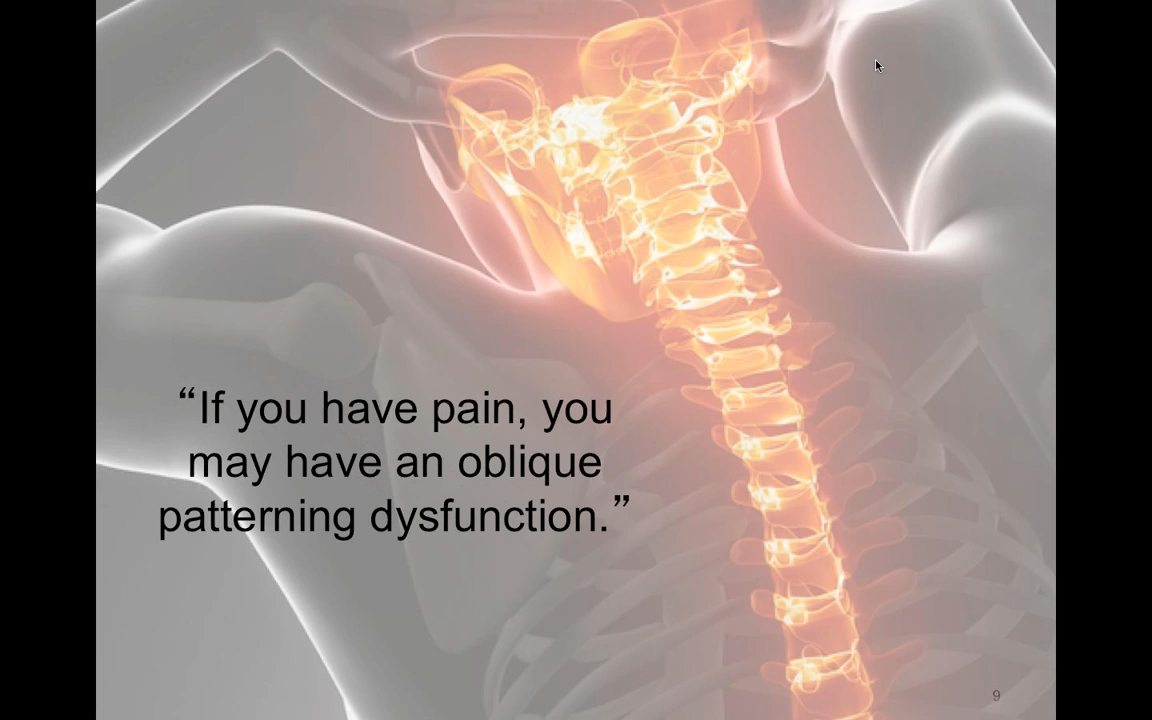 “If you have pain, you
may have an oblique
patterning dysfunction.”
9